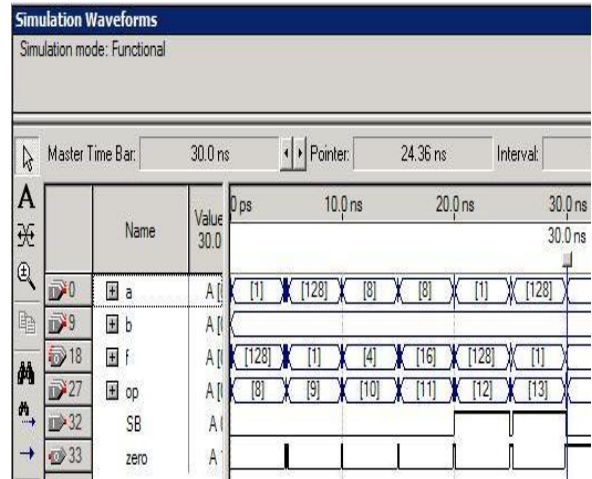 Simulation Waveforms
Simulation mode: Functional
Master Time Bar: 30.0 ns Pointer: 24.36 ns Interval:
A Name Value 30.0 0 ps 10.0 ns 20.0 ns 30.0 ns
30.0 ns
0 a A [1] [128] [8] [8] [1] [128]
9 b A
18 f A [128] [1] [4] [16] [128] [1]
27 op A [8] [9] [10] [11] [12] [13]
32 SB A
33 zero A